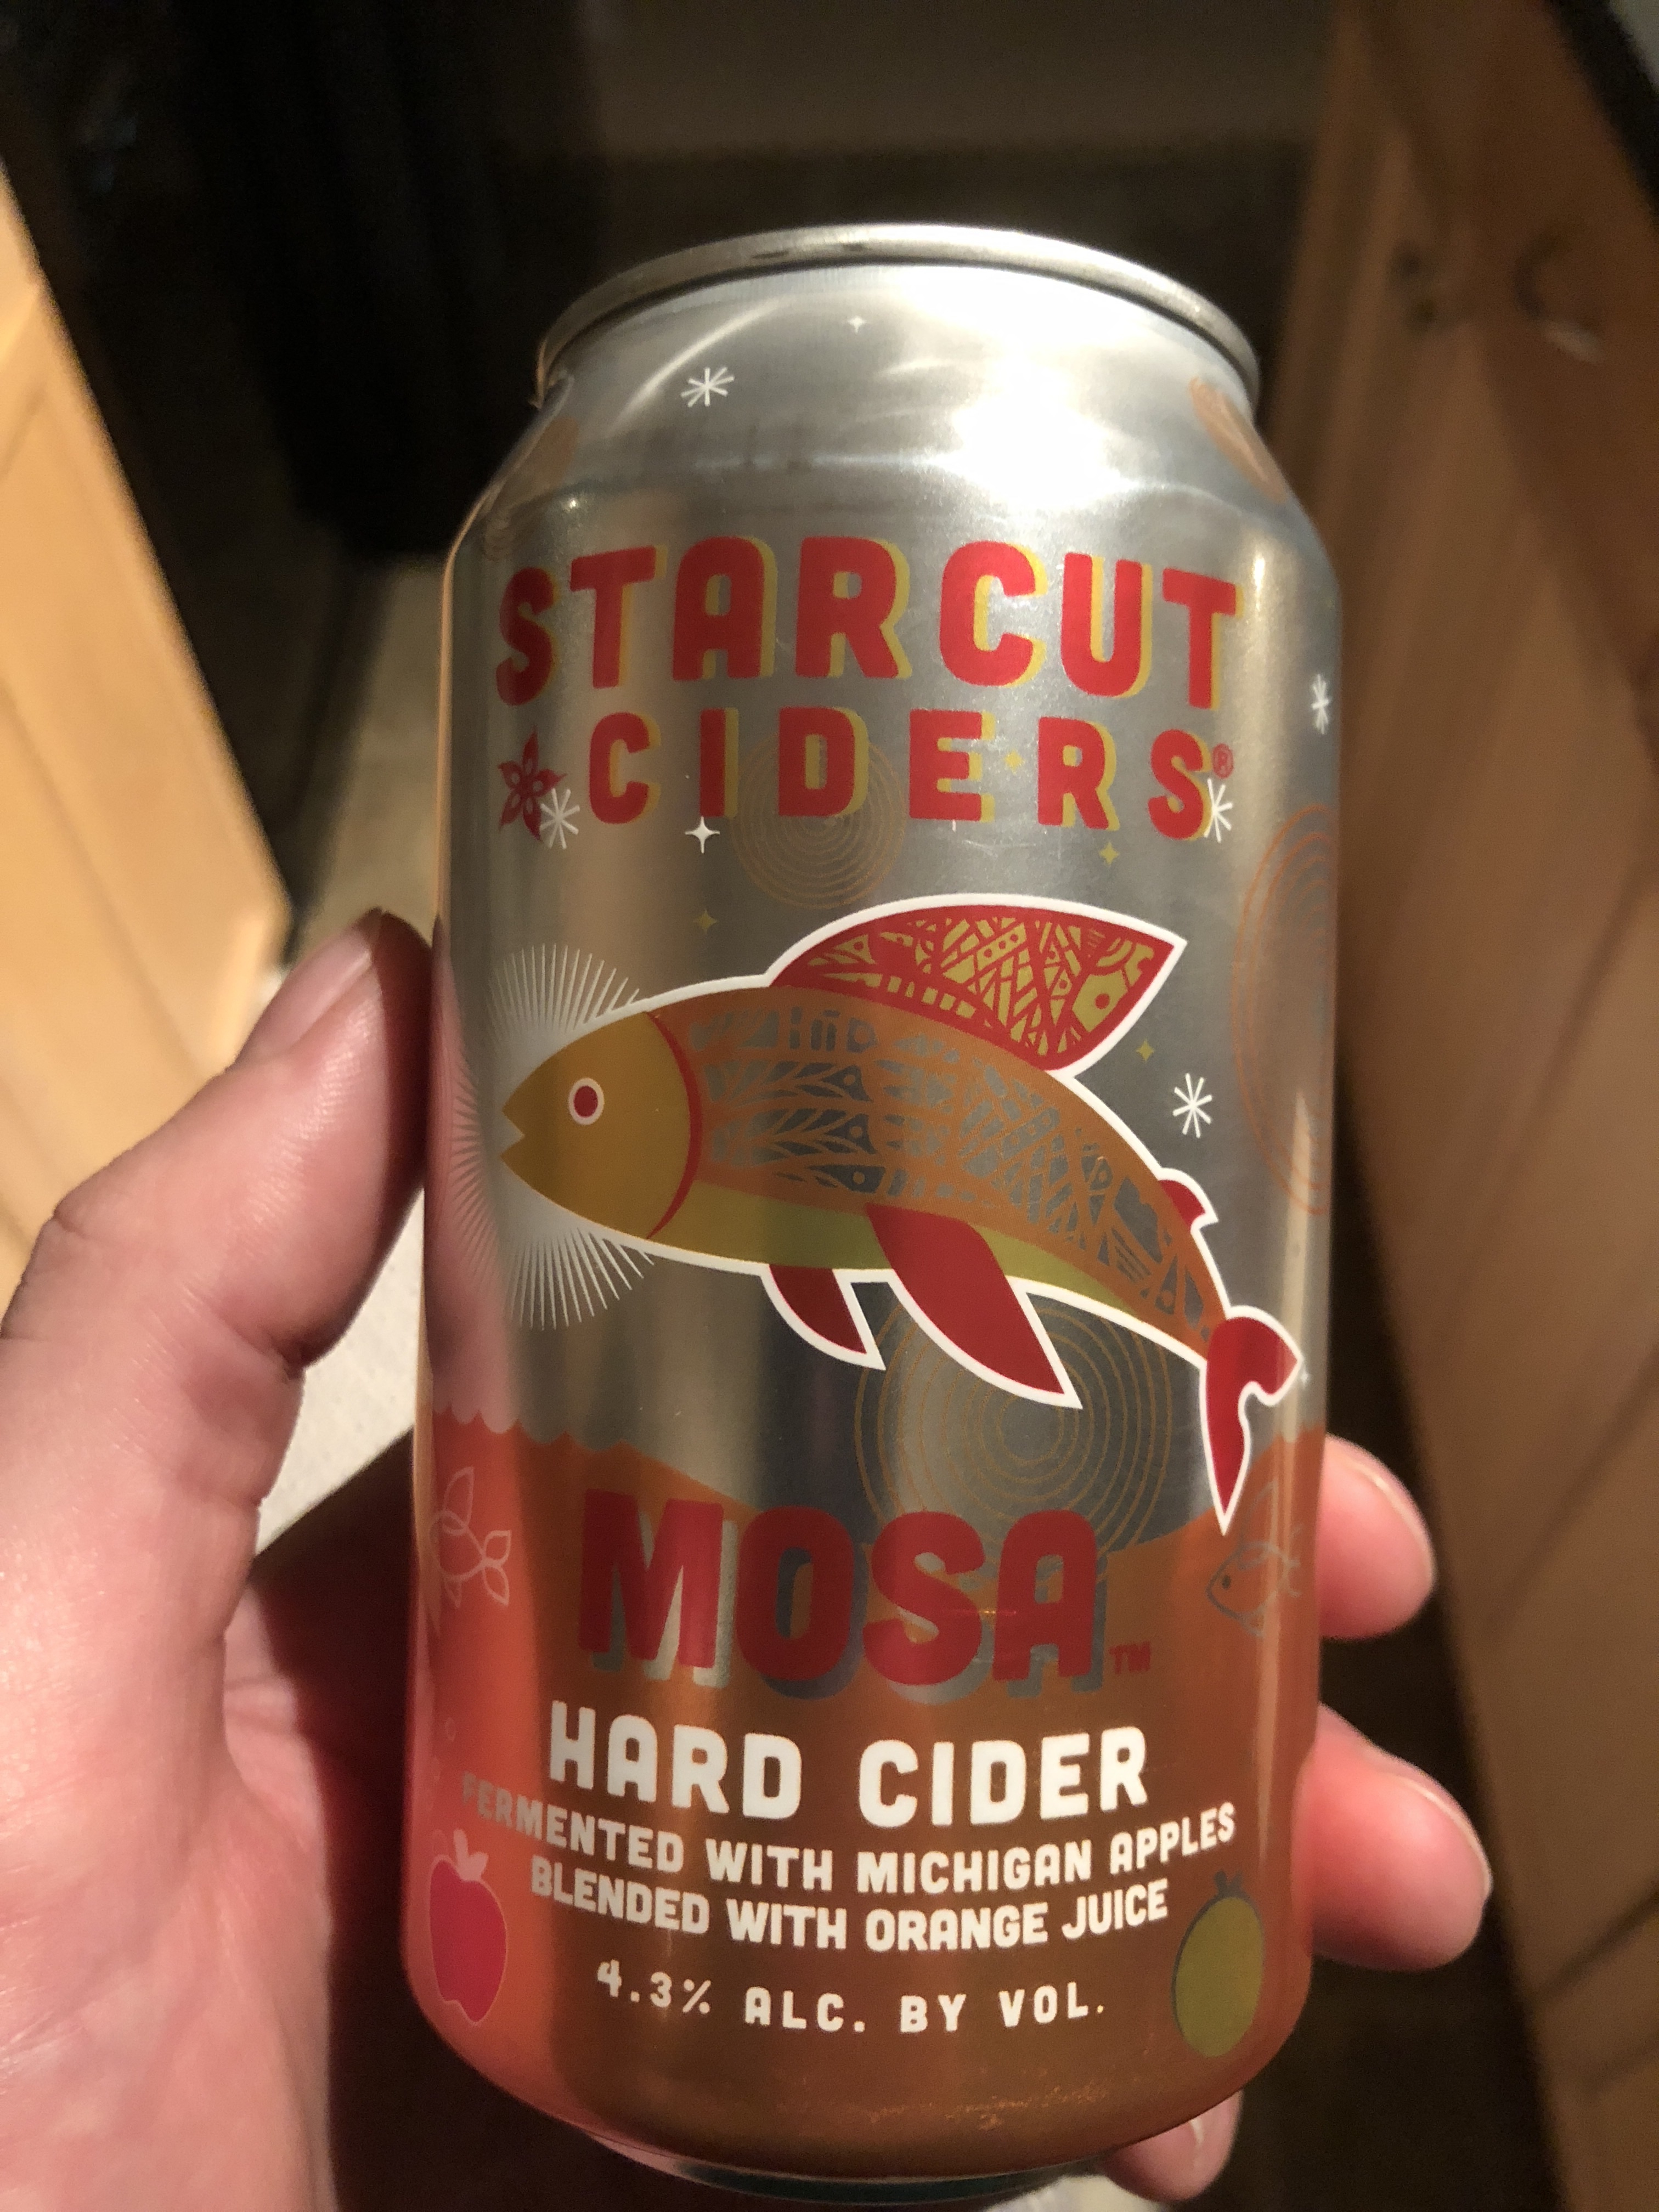 STARCUT
CIDERS®
MOSA™
HARD CIDER
FERMENTED WITH MICHIGAN APPLES
BLENDED WITH ORANGE JUICE
4.3% ALC. BY VOL.